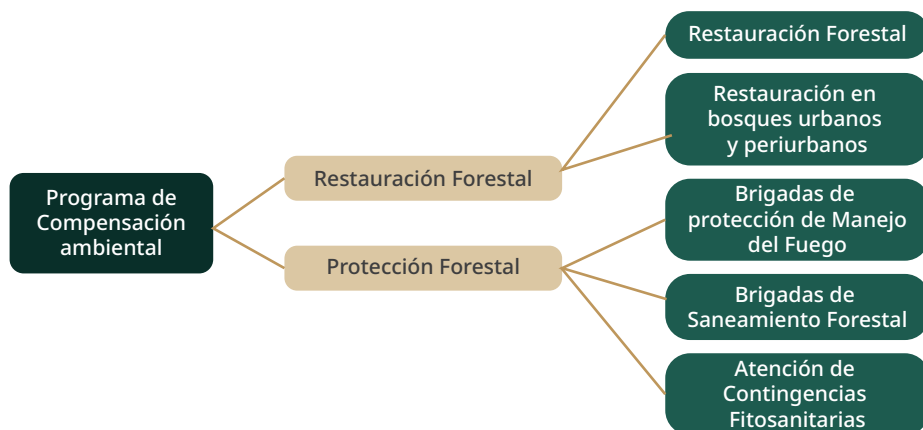 Programa de
Compensación
ambiental
Restauración Forestal
Protección Forestal
Restauración Forestal
Restauración en
bosques urbanos
y periurbanos
Brigadas de
protección de Manejo
del Fuego
Brigadas de
Saneamiento Forestal
Atención de
Contingencias
Fitosanitarias